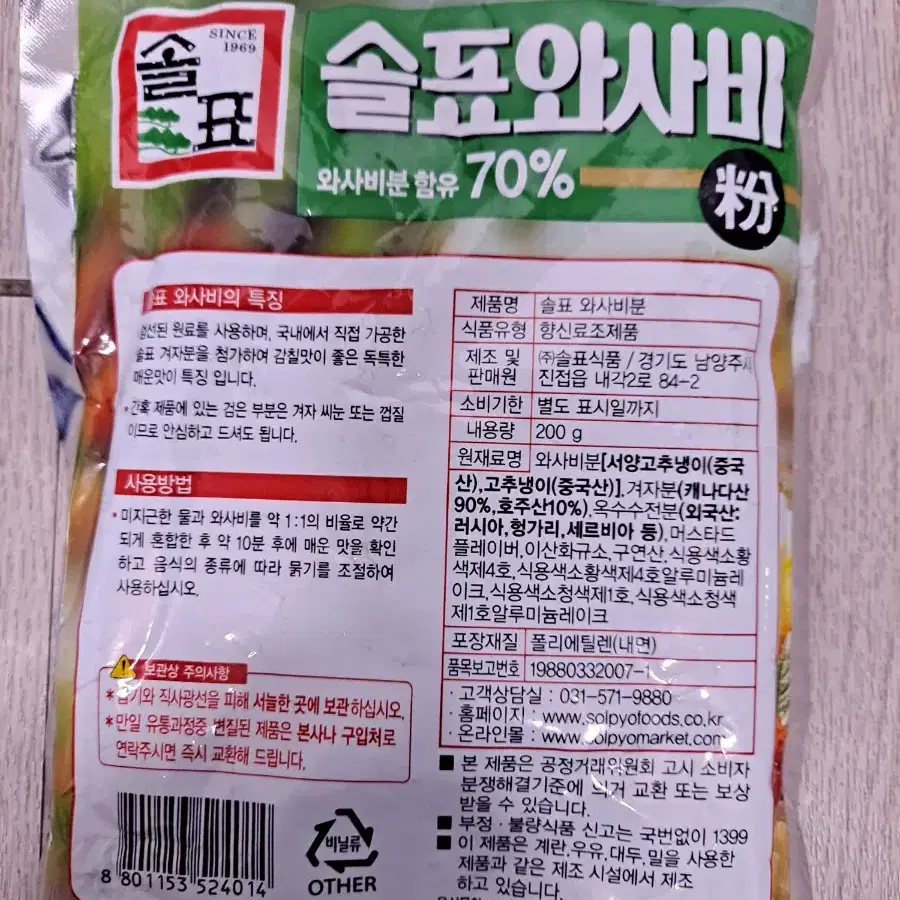 SINCE
1969
솔표
솔표와사비
와사비분 함유 70%
粉
표 와사비의 특징
선된 원료를 사용하며, 국내에서 직접 가공한
솔표 겨자분을 첨가하여 감칠맛이 좋은 독특한
매운맛이 특징 입니다.
•간혹 제품에 있는 검은 부분은 겨자 씨눈 또는 껍질
이므로 안심하고 드셔도 됩니다.
사용방법
•미지근한 물과 와사비를 약 1:1의 비율로 약간
되게 혼합한 후 약 10분 후에 매운 맛을 확인
하고 음식의 종류에 따라 묽기를 조절하여
사용하십시오.
보관상 주의사항
*습기와 직사광선을 피해 서늘한 곳에 보관하십시오.
*만일 유통과정중 변질된 제품은 본사나 구입처로
연락주시면 즉시 교환해 드립니다.
8 801153 524014
비닐류
OTHER
제품명 솔표 와사비분
식품유형 향신료조제품
제조 및 판매원 ㈜솔표식품 / 경기도 남양주시
진접읍 내각2로 84-2
소비기한 별도 표시일까지
내용량 200 g
원재료명 와사비분[서양고추냉이(중국
산),고추냉이(중국산)],겨자분(캐나다산
90%,호주산10%),옥수수전분(외국산:
러시아,헝가리,세르비아 등),머스타드
플레이버,이산화규소,구연산,식용색소황
색제4호,식용색소황색제4호알루미늄레
이크,식용색소청색제1호,식용색소청색
제1호알루미늄레이크
포장재질 폴리에틸렌(내면)
품목보고번호 19880332007-1
· 고객상담실 : 031-571-9880
· 홈페이지 : www.solpyofoods.co.kr
· 온라인몰 : www.solpyomarket.com
■ 본 제품은 공정거래위원회 고시 소비자
분쟁해결기준에 의거 교환 또는 보상
받을 수 있습니다.
■ 부정 · 불량식품 신고는 국번없이 1399
■ 이 제품은 계란,우유,대두,밀을 사용한
제품과 같은 제조 시설에서 제조
하고 있습니다.